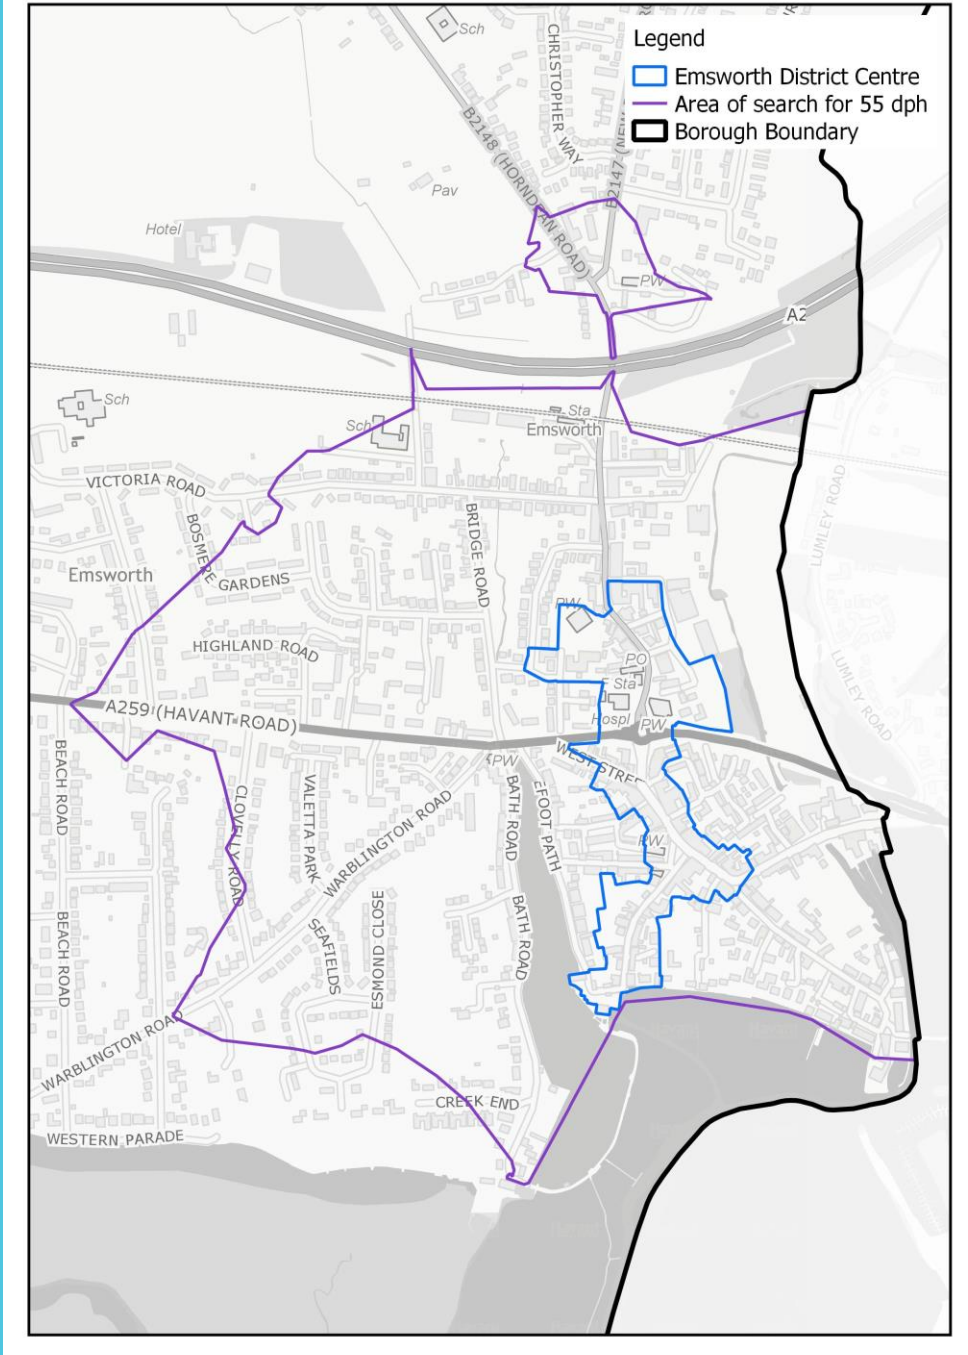 Legend
Emsworth District Centre
Area of search for 55 dph
Borough Boundary
Sch
CHRISTOPHER WAY
B2148 (HORNDEAN ROAD)
B2147 (NEW
Pav
Hotel
PW
A2
Sch
Sch
Sta
Emsworth
VICTORIA ROAD
BOSMERE
GARDENS
BRIDGE ROAD
LUMLEY ROAD
Emsworth
PW
HIGHLAND ROAD
PO
LUMLEY ROAD
Sta
Hospl
PW
A259 (HAVANT ROAD)
WEST STREE
PW
BEACH ROAD
CLOVELLY ROAD
VALETTA PARK
WARBLINGTON ROAD
BATH ROAD
EFOOT PATH
PW
BEACH ROAD
SEAFIELDS
ESMOND CLOSE
BATH ROAD
WARBLINGTON ROAD
CREEK END
WESTERN PARADE